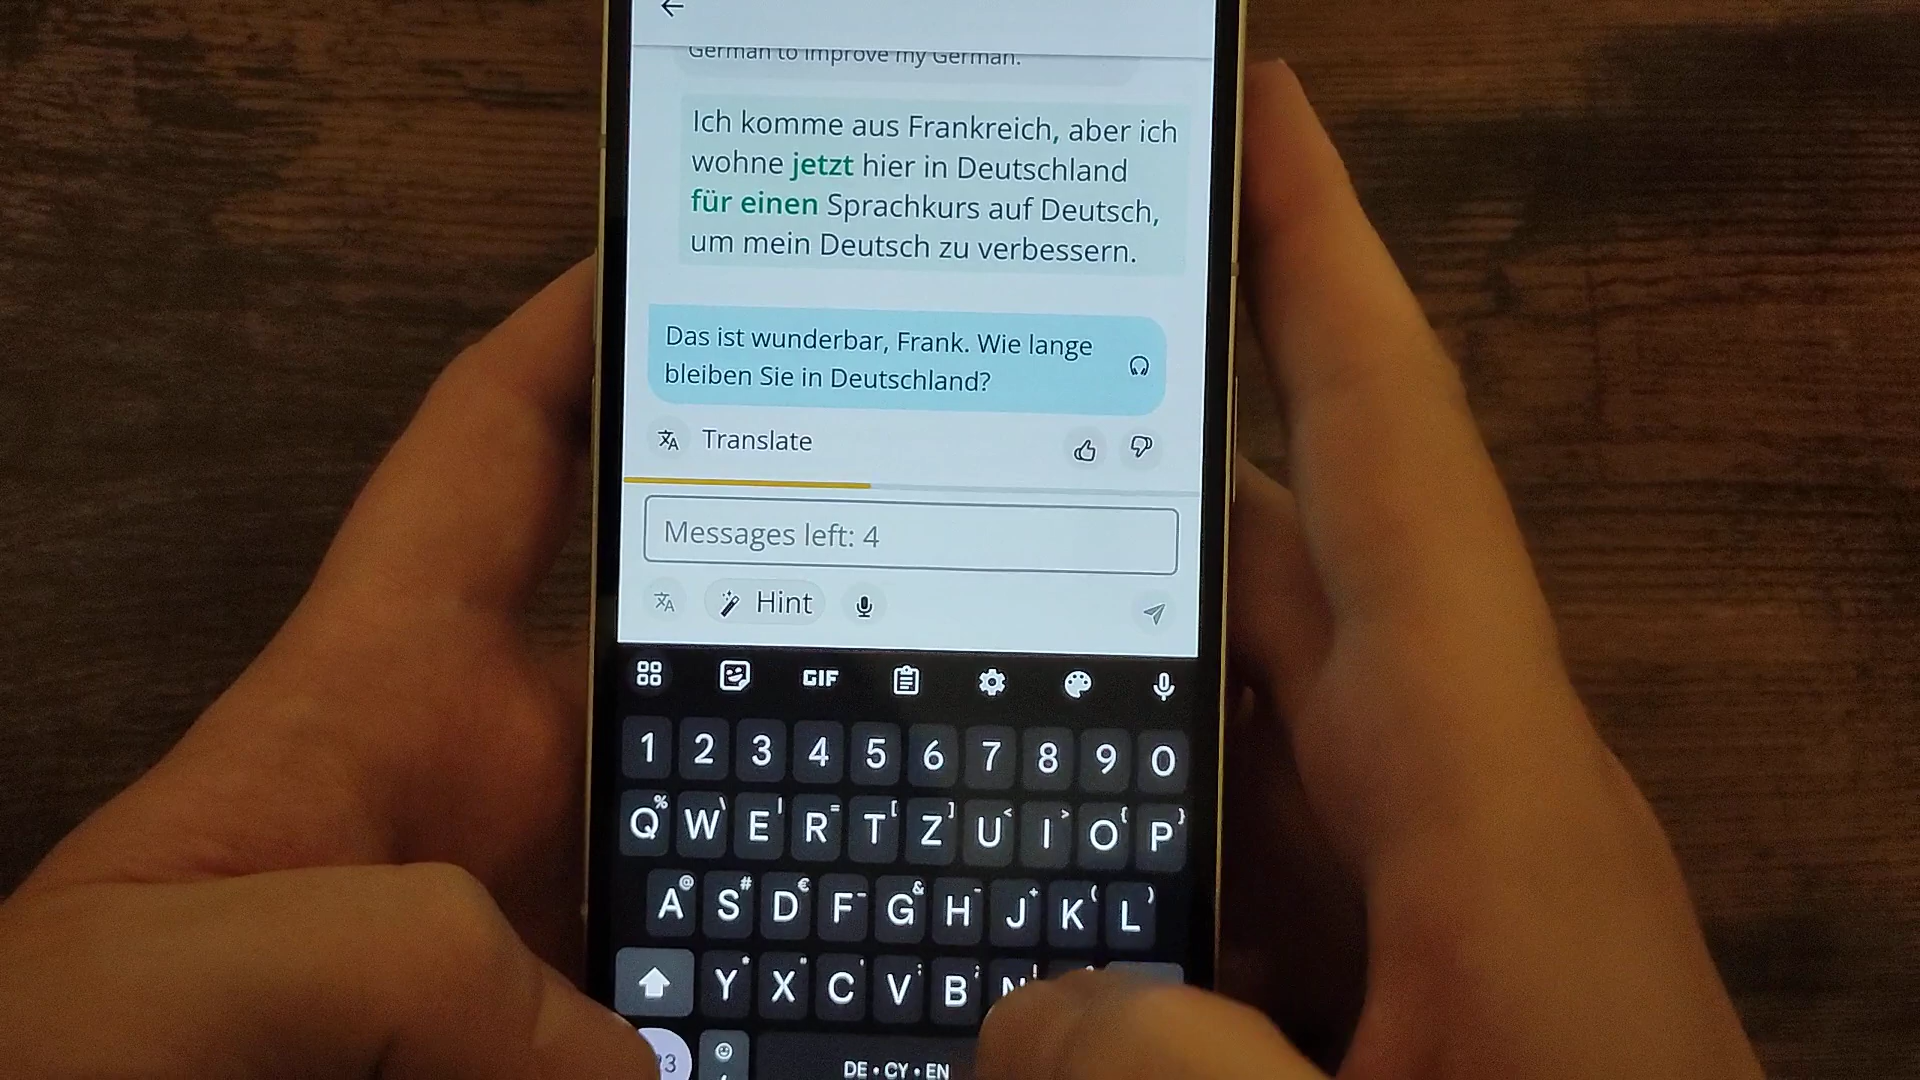 German to improve my German.
Ich komme aus Frankreich, aber ich
wohne jetzt hier in Deutschland
für einen Sprachkurs auf Deutsch,
um mein Deutsch zu verbessern.
Das ist wunderbar, Frank. Wie lange
bleiben Sie in Deutschland?
Translate
Messages left: 4
Hint
GIF
1 2 3 4 5 6 7 8 9 0
Q W E R T Z U I O P
A S D F G H J K L
Y X C V B N
DE • CY • EN